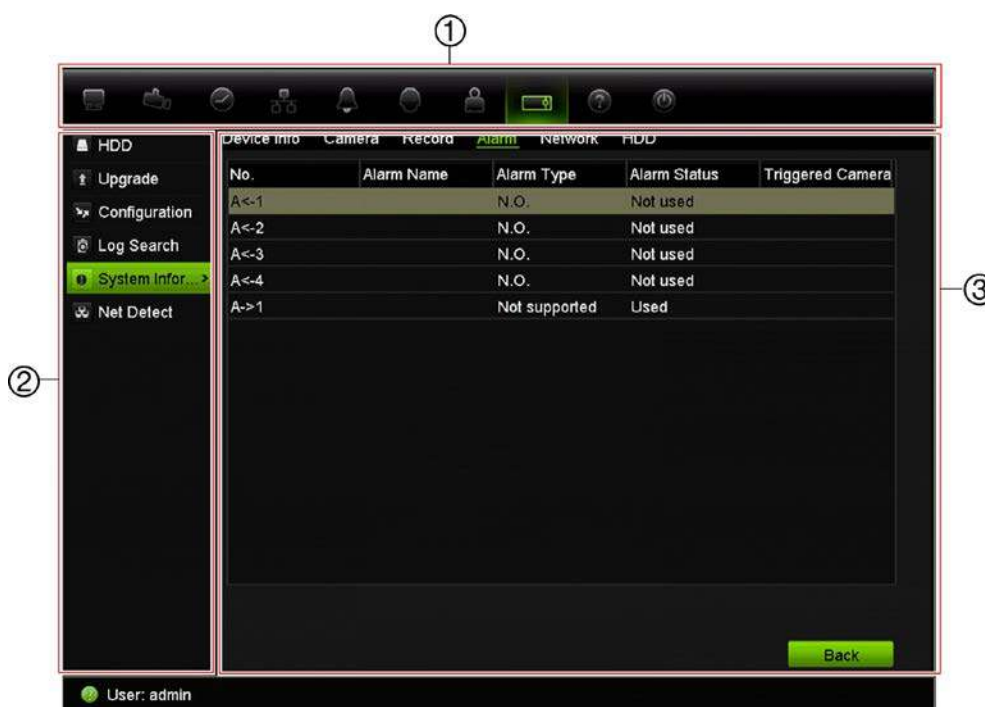 ①
HDD
Upgrade
Configuration
Log Search
System Infor... >
Net Detect
②
Device Info Camera Record Alarm Network HDD
No. Alarm Name Alarm Type Alarm Status Triggered Camera
A<-1 N.O. Not used
A<-2 N.O. Not used
A<-3 N.O. Not used
A<-4 N.O. Not used
A->1 Not supported Used
③
Back
User: admin